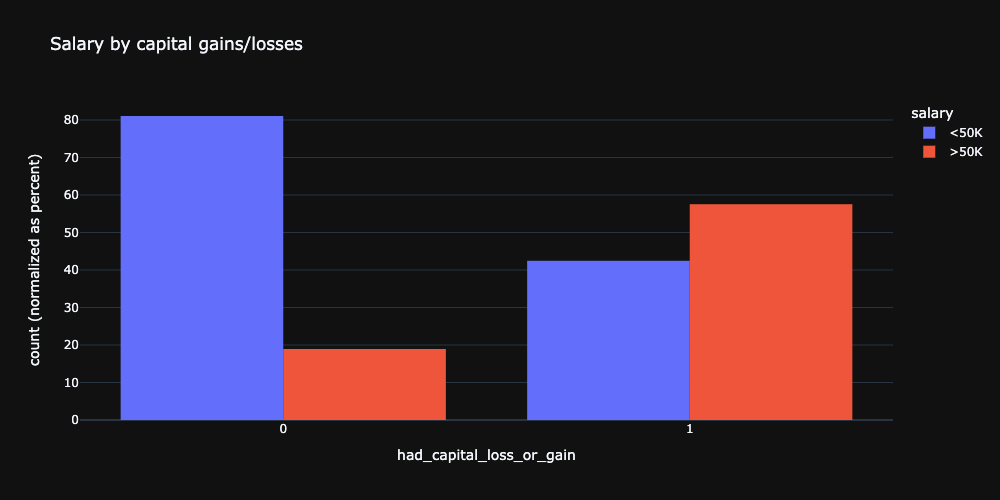 Salary by capital gains/losses
salary
<50K
>50K
count (normalized as percent)
80
70
60
50
40
30
20
10
0
0
1
had_capital_loss_or_gain